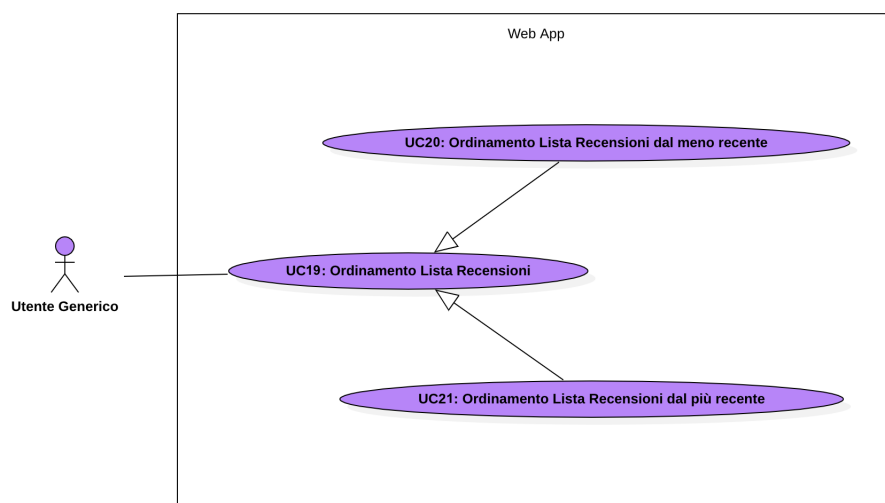 Web App
UC20: Ordinamento Lista Recensioni dal meno recente
UC19: Ordinamento Lista Recensioni
Utente Generico
UC21: Ordinamento Lista Recensioni dal più recente